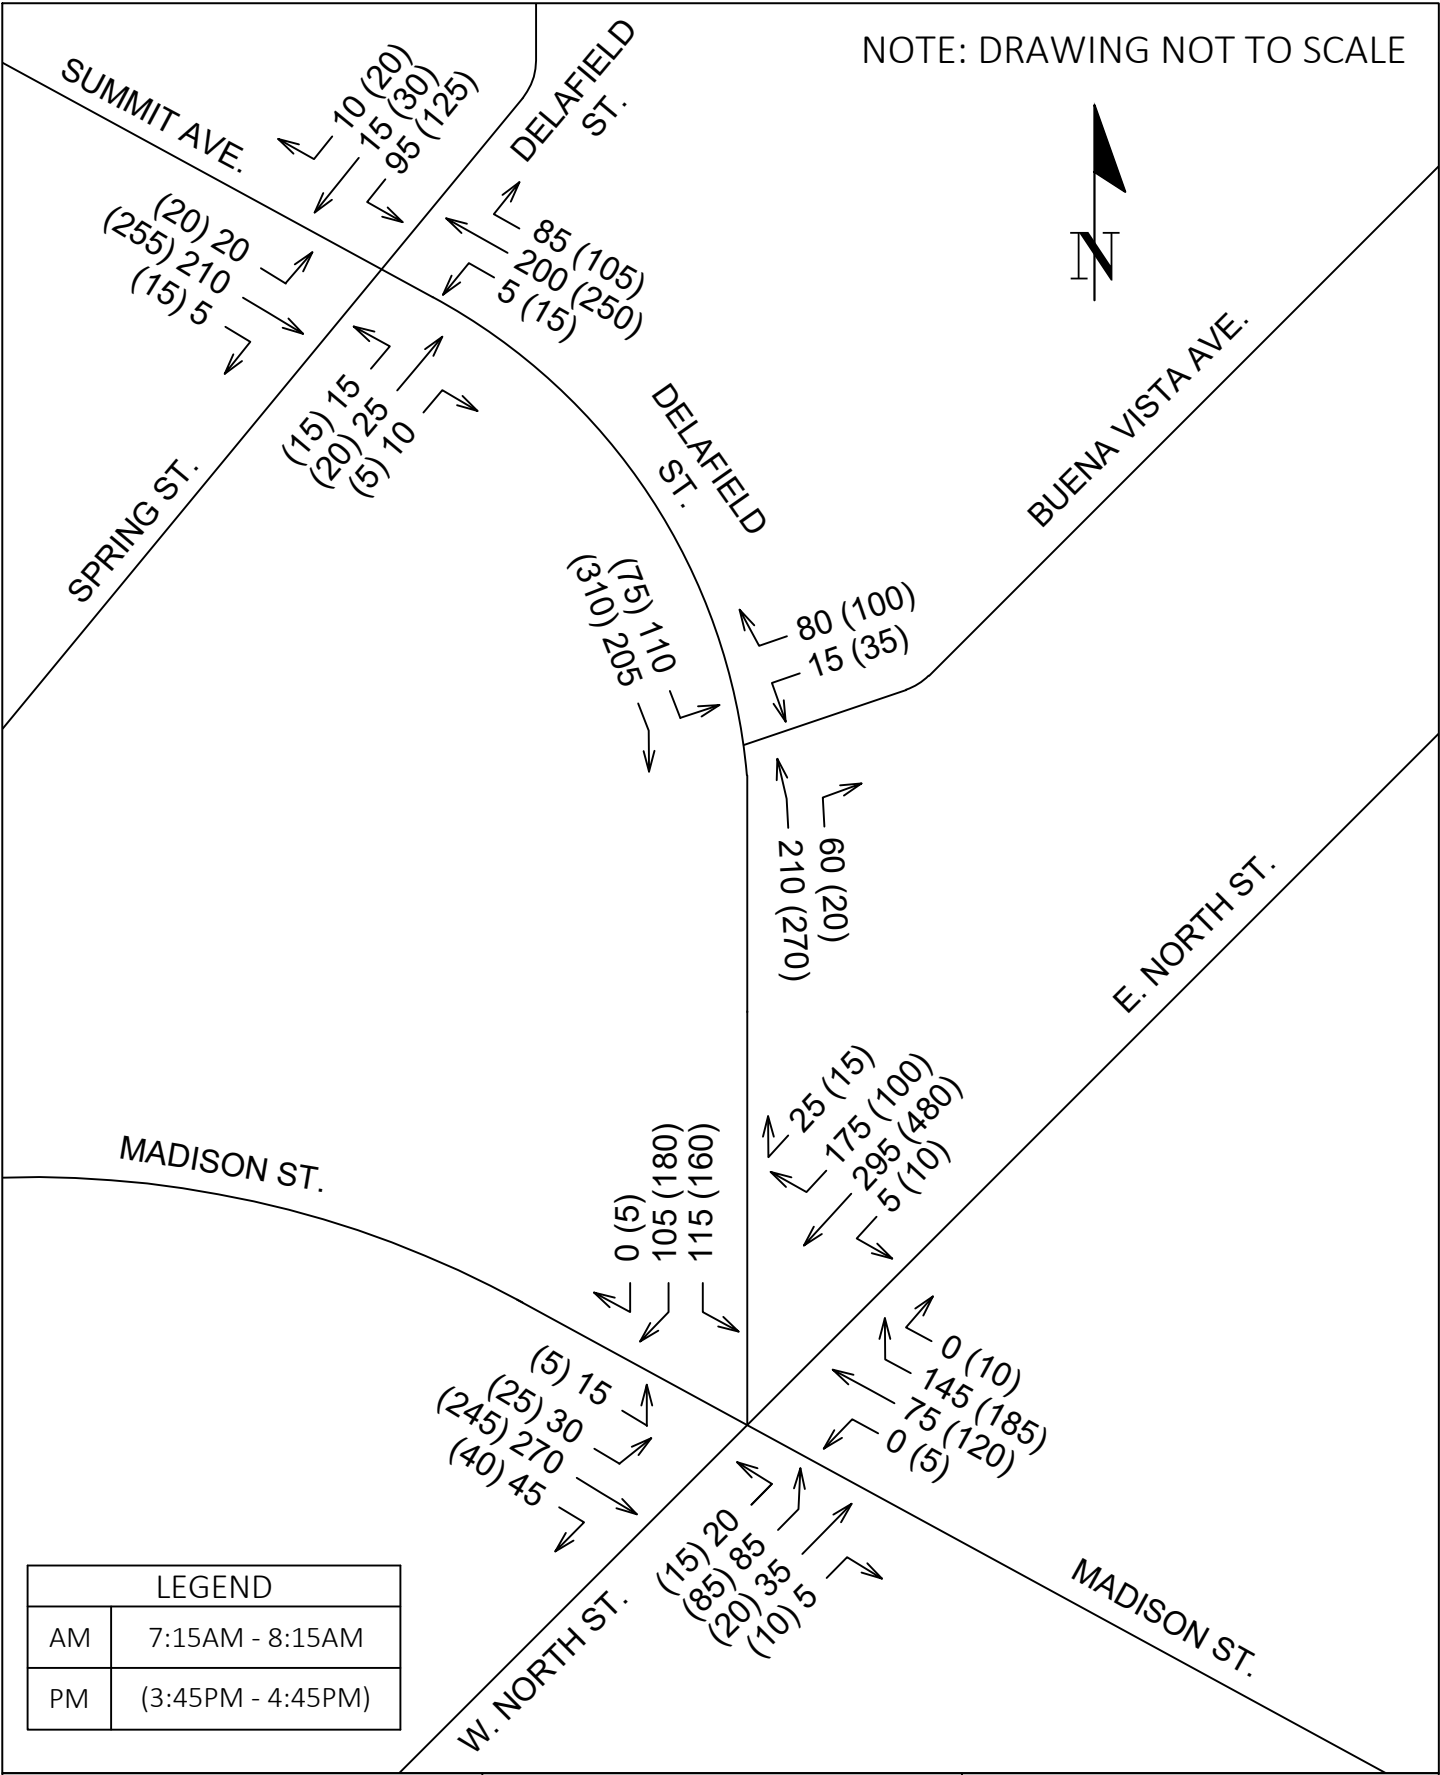 NOTE: DRAWING NOT TO SCALE
N
SUMMIT AVE.
DELAFIELD
ST.
10 (20)
15 (30)
95 (125)
(20) 20
(255) 210
(15) 5
85 (105)
200 (250)
5 (15)
(15) 15
(20) 25
(5) 10
SPRING ST.
DELAFIELD
ST.
BUENA VISTA AVE.
(75) 110
(310) 205
80 (100)
15 (35)
60 (20)
210 (270)
E. NORTH ST.
MADISON ST.
0 (5)
105 (180)
115 (160)
25 (15)
175 (100)
295 (480)
5 (10)
(5) 15
(25) 30
(245) 270
(40) 45
0 (10)
145 (185)
75 (120)
0 (5)
(15) 20
(85) 85
(20) 35
(10) 5
W. NORTH ST.
MADISON ST.
LEGEND
AM 7:15AM - 8:15AM
PM (3:45PM - 4:45PM)